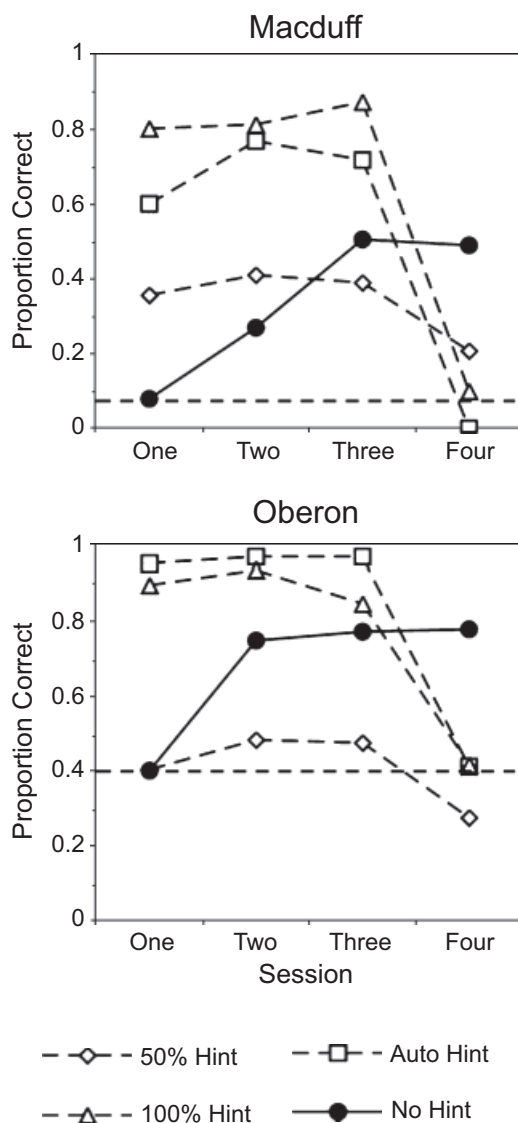 Macduff
1
0.8
0.6
0.4
0.2
0
Proportion Correct
One Two Three Four
Oberon
1
0.8
0.6
0.4
0.2
0
Proportion Correct
One Two Three Four
Session
50% Hint Auto Hint
100% Hint No Hint